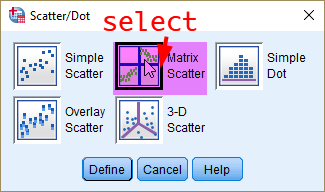 Scatter/Dot
select
Simple
Scatter
Matrix
Scatter
Simple
Dot
Overlay
Scatter
3-D
Scatter
Define
Cancel
Help